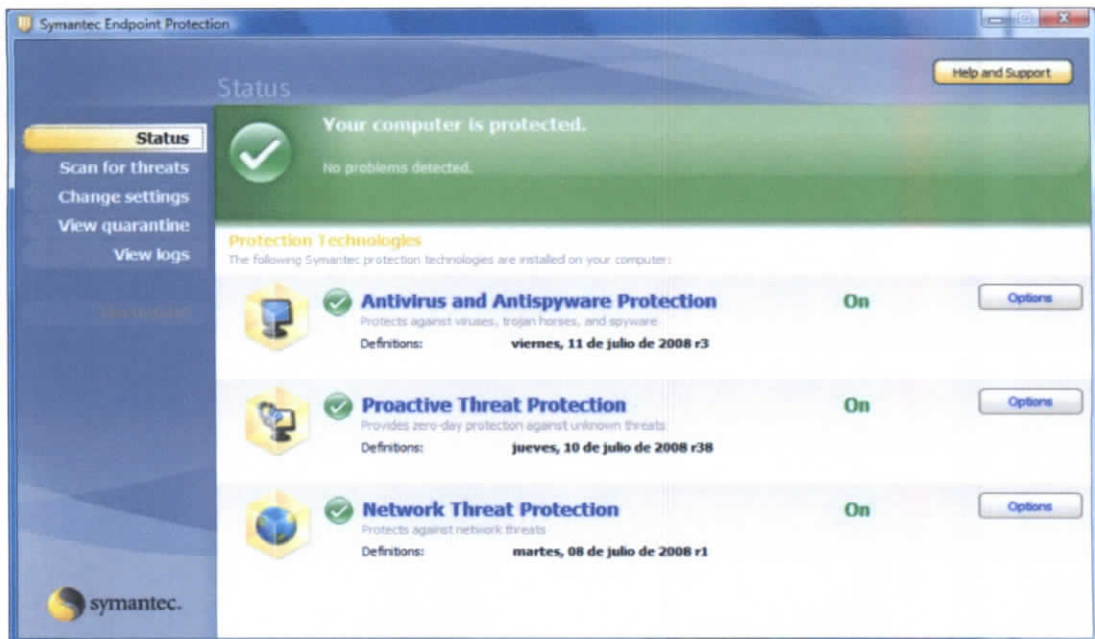 Symantec Endpoint Protection
Status
Help and Support
Status
Scan for threats
Change settings
View quarantine
View logs
Your computer is protected.
No problems detected.
Protection Technologies
The following Symantec protection technologies are installed on your computer:
Antivirus and Antispyware Protection
On
Options
Protects against viruses, trojan horses, and spyware
Definitions: viernes, 11 de julio de 2008 r3
Proactive Threat Protection
On
Options
Provides zero-day protection against unknown threats
Definitions: jueves, 10 de julio de 2008 r38
Network Threat Protection
On
Options
Protects against network threats
Definitions: martes, 08 de julio de 2008 r1
symantec.